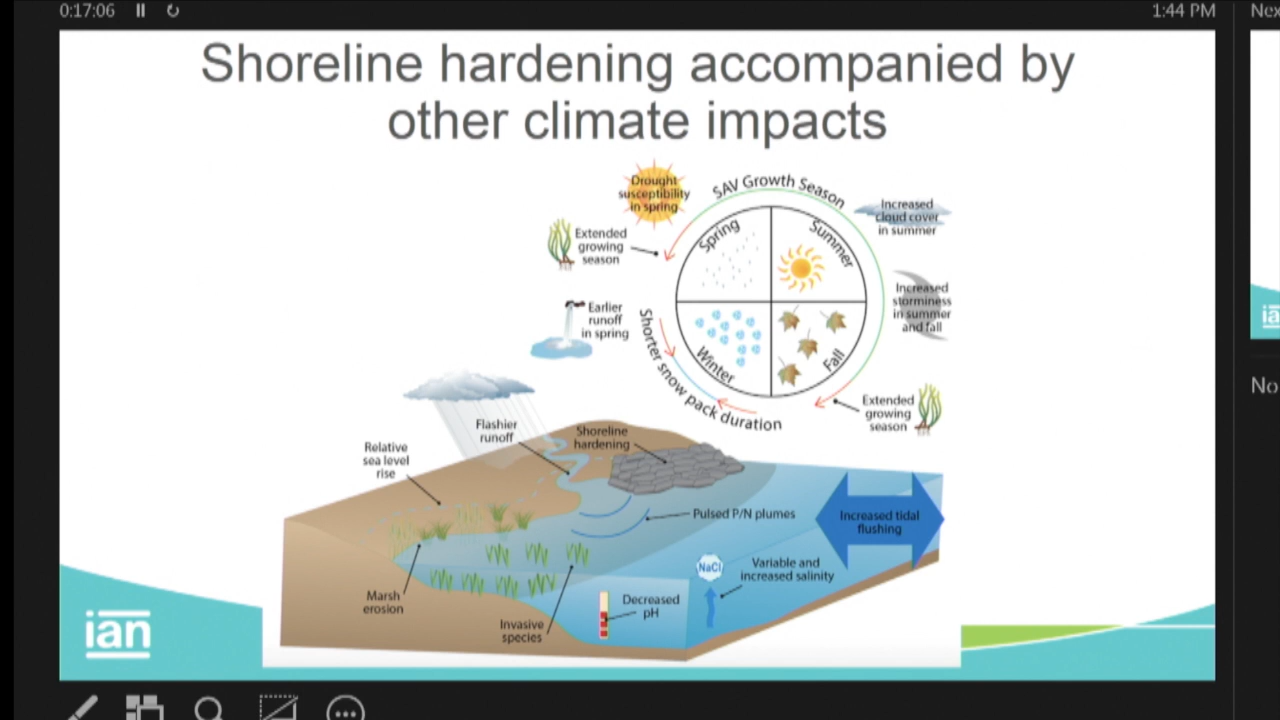 0:17:06
1:44 PM
Nex
Shoreline hardening accompanied by
other climate impacts
Drought
susceptibility
in spring
SAV Growth Season
Increased
cloud cover
in summer
Extended
growing
season
Spring
Summer
Increased
storminess
in summer
and fall
Earlier
runoff
in spring
Winter
Fall
Shorter snow pack duration
Extended
growing
season
Flashier
runoff
Shoreline
hardening
Relative
sea level
rise
Pulsed P/N plumes
Increased tidal
flushing
NaCl
Variable and
increased salinity
Marsh
erosion
Invasive
species
Decreased
pH
ian
ia
No